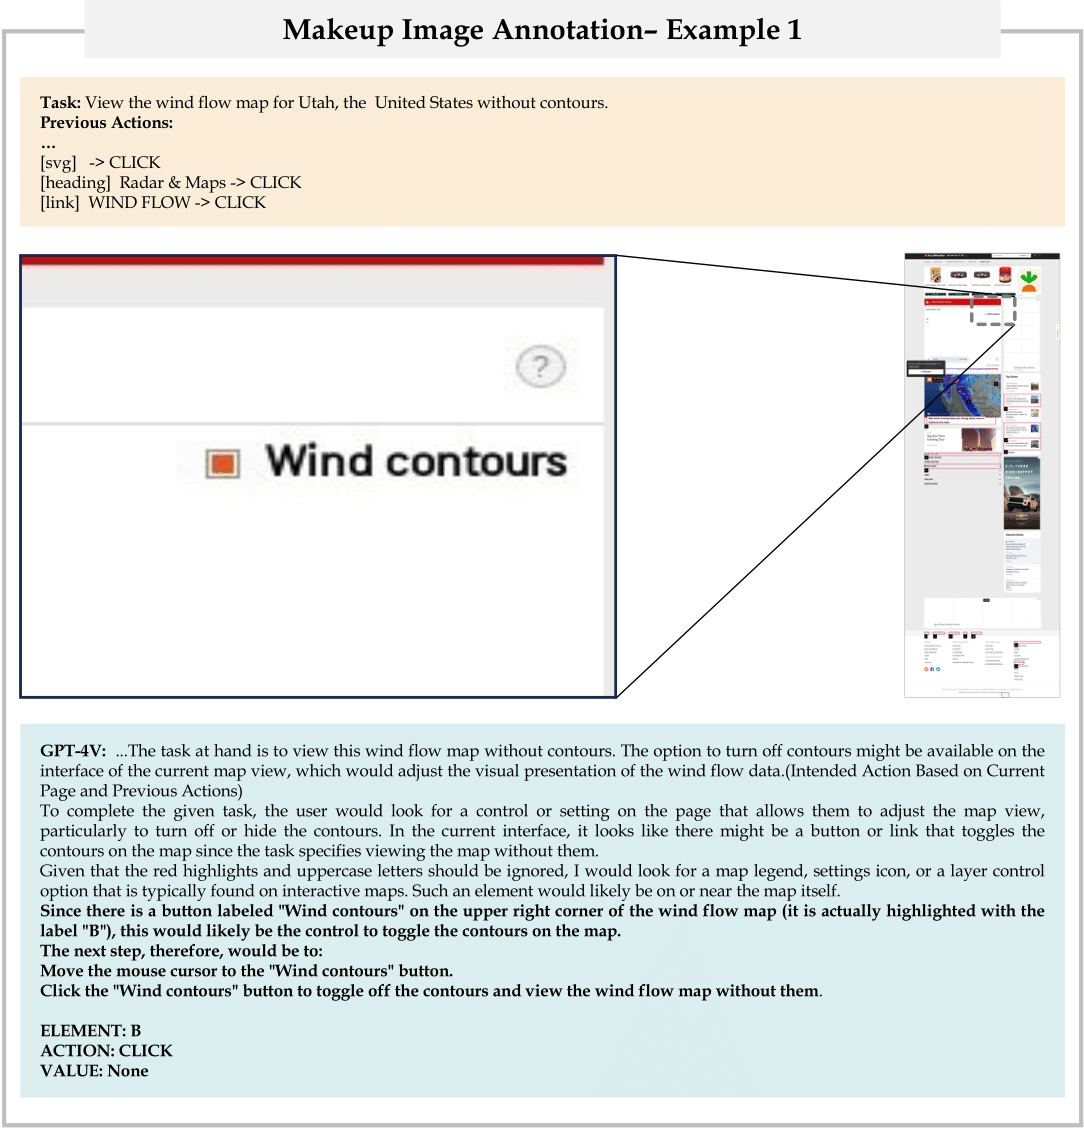 Makeup Image Annotation– Example 1
Task: View the wind flow map for Utah, the United States without contours.
Previous Actions:
...
[svg] -> CLICK
[heading] Radar & Maps -> CLICK
[link] WIND FLOW -> CLICK
?
Wind contours
GPT-4V: ...The task at hand is to view this wind flow map without contours. The option to turn off contours might be available on the
interface of the current map view, which would adjust the visual presentation of the wind flow data.(Intended Action Based on Current
Page and Previous Actions)
To complete the given task, the user would look for a control or setting on the page that allows them to adjust the map view,
particularly to turn off or hide the contours. In the current interface, it looks like there might be a button or link that toggles the
contours on the map since the task specifies viewing the map without them.
Given that the red highlights and uppercase letters should be ignored, I would look for a map legend, settings icon, or a layer control
option that is typically found on interactive maps. Such an element would likely be on or near the map itself.
Since there is a button labeled "Wind contours" on the upper right corner of the wind flow map (it is actually highlighted with the
label "B"), this would likely be the control to toggle the contours on the map.
The next step, therefore, would be to:
Move the mouse cursor to the "Wind contours" button.
Click the "Wind contours" button to toggle off the contours and view the wind flow map without them.
ELEMENT: B
ACTION: CLICK
VALUE: None